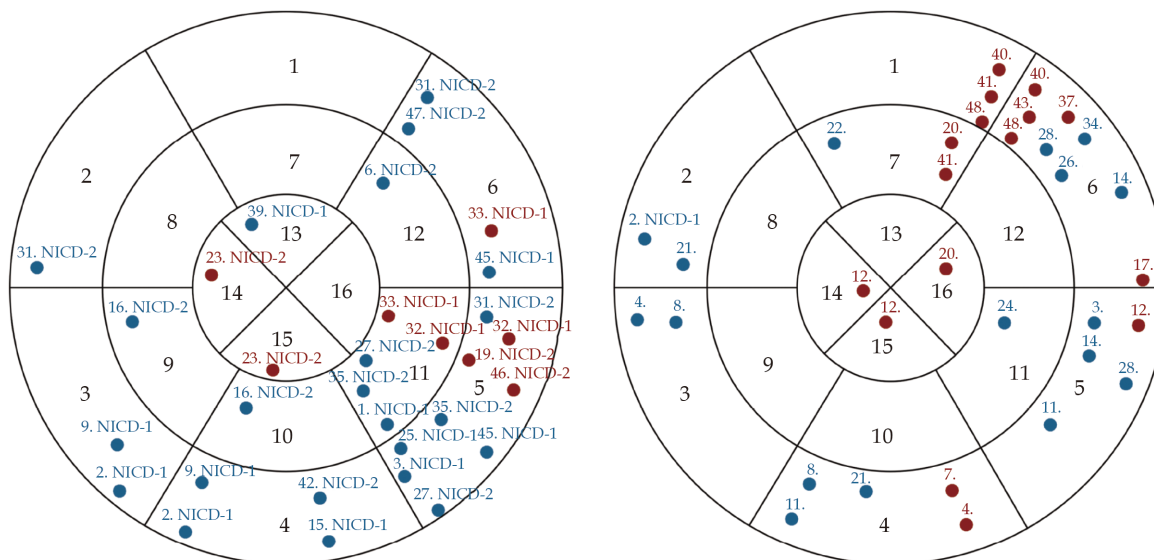 1
31. NICD-2
47. NICD-2
2
7
6. NICD-2
6
8
39. NICD-1
13
33. NICD-1
12
31. NICD-2
23. NICD-2
45. NICD-1
14
16
16. NICD-2
33. NICD-1
31. NICD-2
15
32. NICD-1
32. NICD-1
27. NICD-2
19. NICD-2
9
23. NICD-2
11
46. NICD-2
35. NICD-2
5
3
16. NICD-2
1. NICD-1
35. NICD-2
9. NICD-1
10
25. NICD-1
45. NICD-1
2. NICD-1
9. NICD-1
3. NICD-1
42. NICD-2
27. NICD-2
2. NICD-1
4
15. NICD-1
40.
1
41.
40.
48.
43.
37.
48.
34.
22.
20.
28.
2
7
41.
26.
14.
6
8
2. NICD-1
13
12
21.
20.
17.
14
12.
16
4.
8.
12.
24.
3.
12.
15
14.
9
11
28.
5
3
11.
10
8.
21.
7.
11.
4
4.